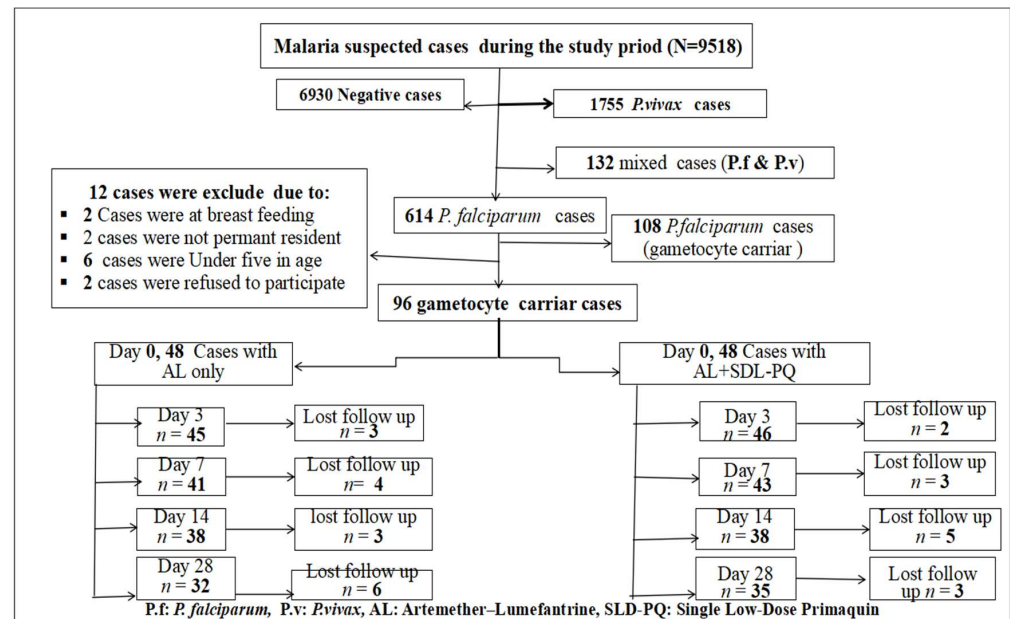 Malaria suspected cases during the study priod (N=9518)
6930 Negative cases
1755 P.vivax cases
132 mixed cases (P.f & P.v)
12 cases were exclude due to:
▪ 2 Cases were at breast feeding
▪ 2 cases were not permant resident
▪ 6 cases were Under five in age
▪ 2 cases were refused to participate
614 P. falciparum cases
108 P.falciparum cases
(gametocyte carriar )
96 gametocyte carriar cases
Day 0, 48 Cases with
AL only
Day 3
n = 45
Lost follow up
n = 3
Day 7
n = 41
Lost follow up
n= 4
Day 14
n = 38
lost follow up
n = 3
Day 28
n = 32
Lost follow up
n = 6
Day 0, 48 Cases with
AL+SDL-PQ
Day 3
n = 46
Lost follow up
n = 2
Day 7
n = 43
Lost follow up
n = 3
Day 14
n = 38
Lost follow up
n = 5
Day 28
n = 35
Lost follow
up n = 3
P.f: P. falciparum, P.v: P.vivax, AL: Artemether–Lumefantrine, SLD-PQ: Single Low-Dose Primaquin